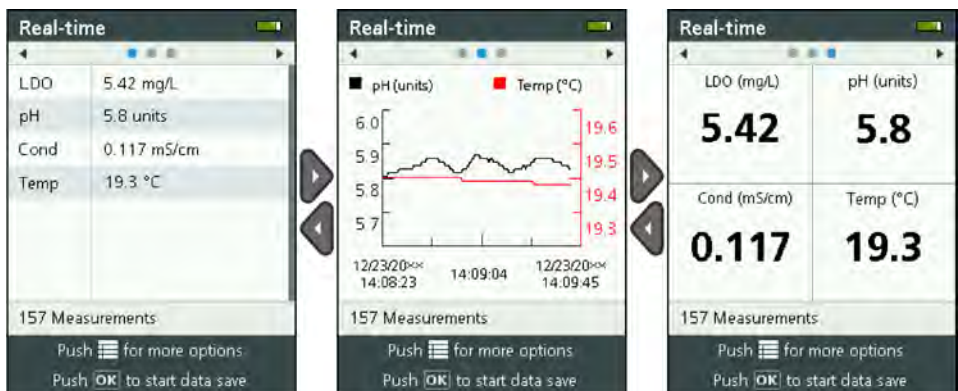 Real-time
LDO 5.42 mg/L
pH 5.8 units
Cond 0.117 mS/cm
Temp 19.3 °C
157 Measurements
Push for more options
Push OK to start data save
Real-time
pH (units) Temp (°C)
6.0 19.6
5.9 19.5
5.8 19.4
5.7 19.3
12/23/20×× 14:09:04 12/23/20××
14:08:23 14:09:45
157 Measurements
Push for more options
Push OK to start data save
Real-time
LDO (mg/L) pH (units)
5.42 5.8
Cond (mS/cm) Temp (°C)
0.117 19.3
157 Measurements
Push for more options
Push OK to start data save